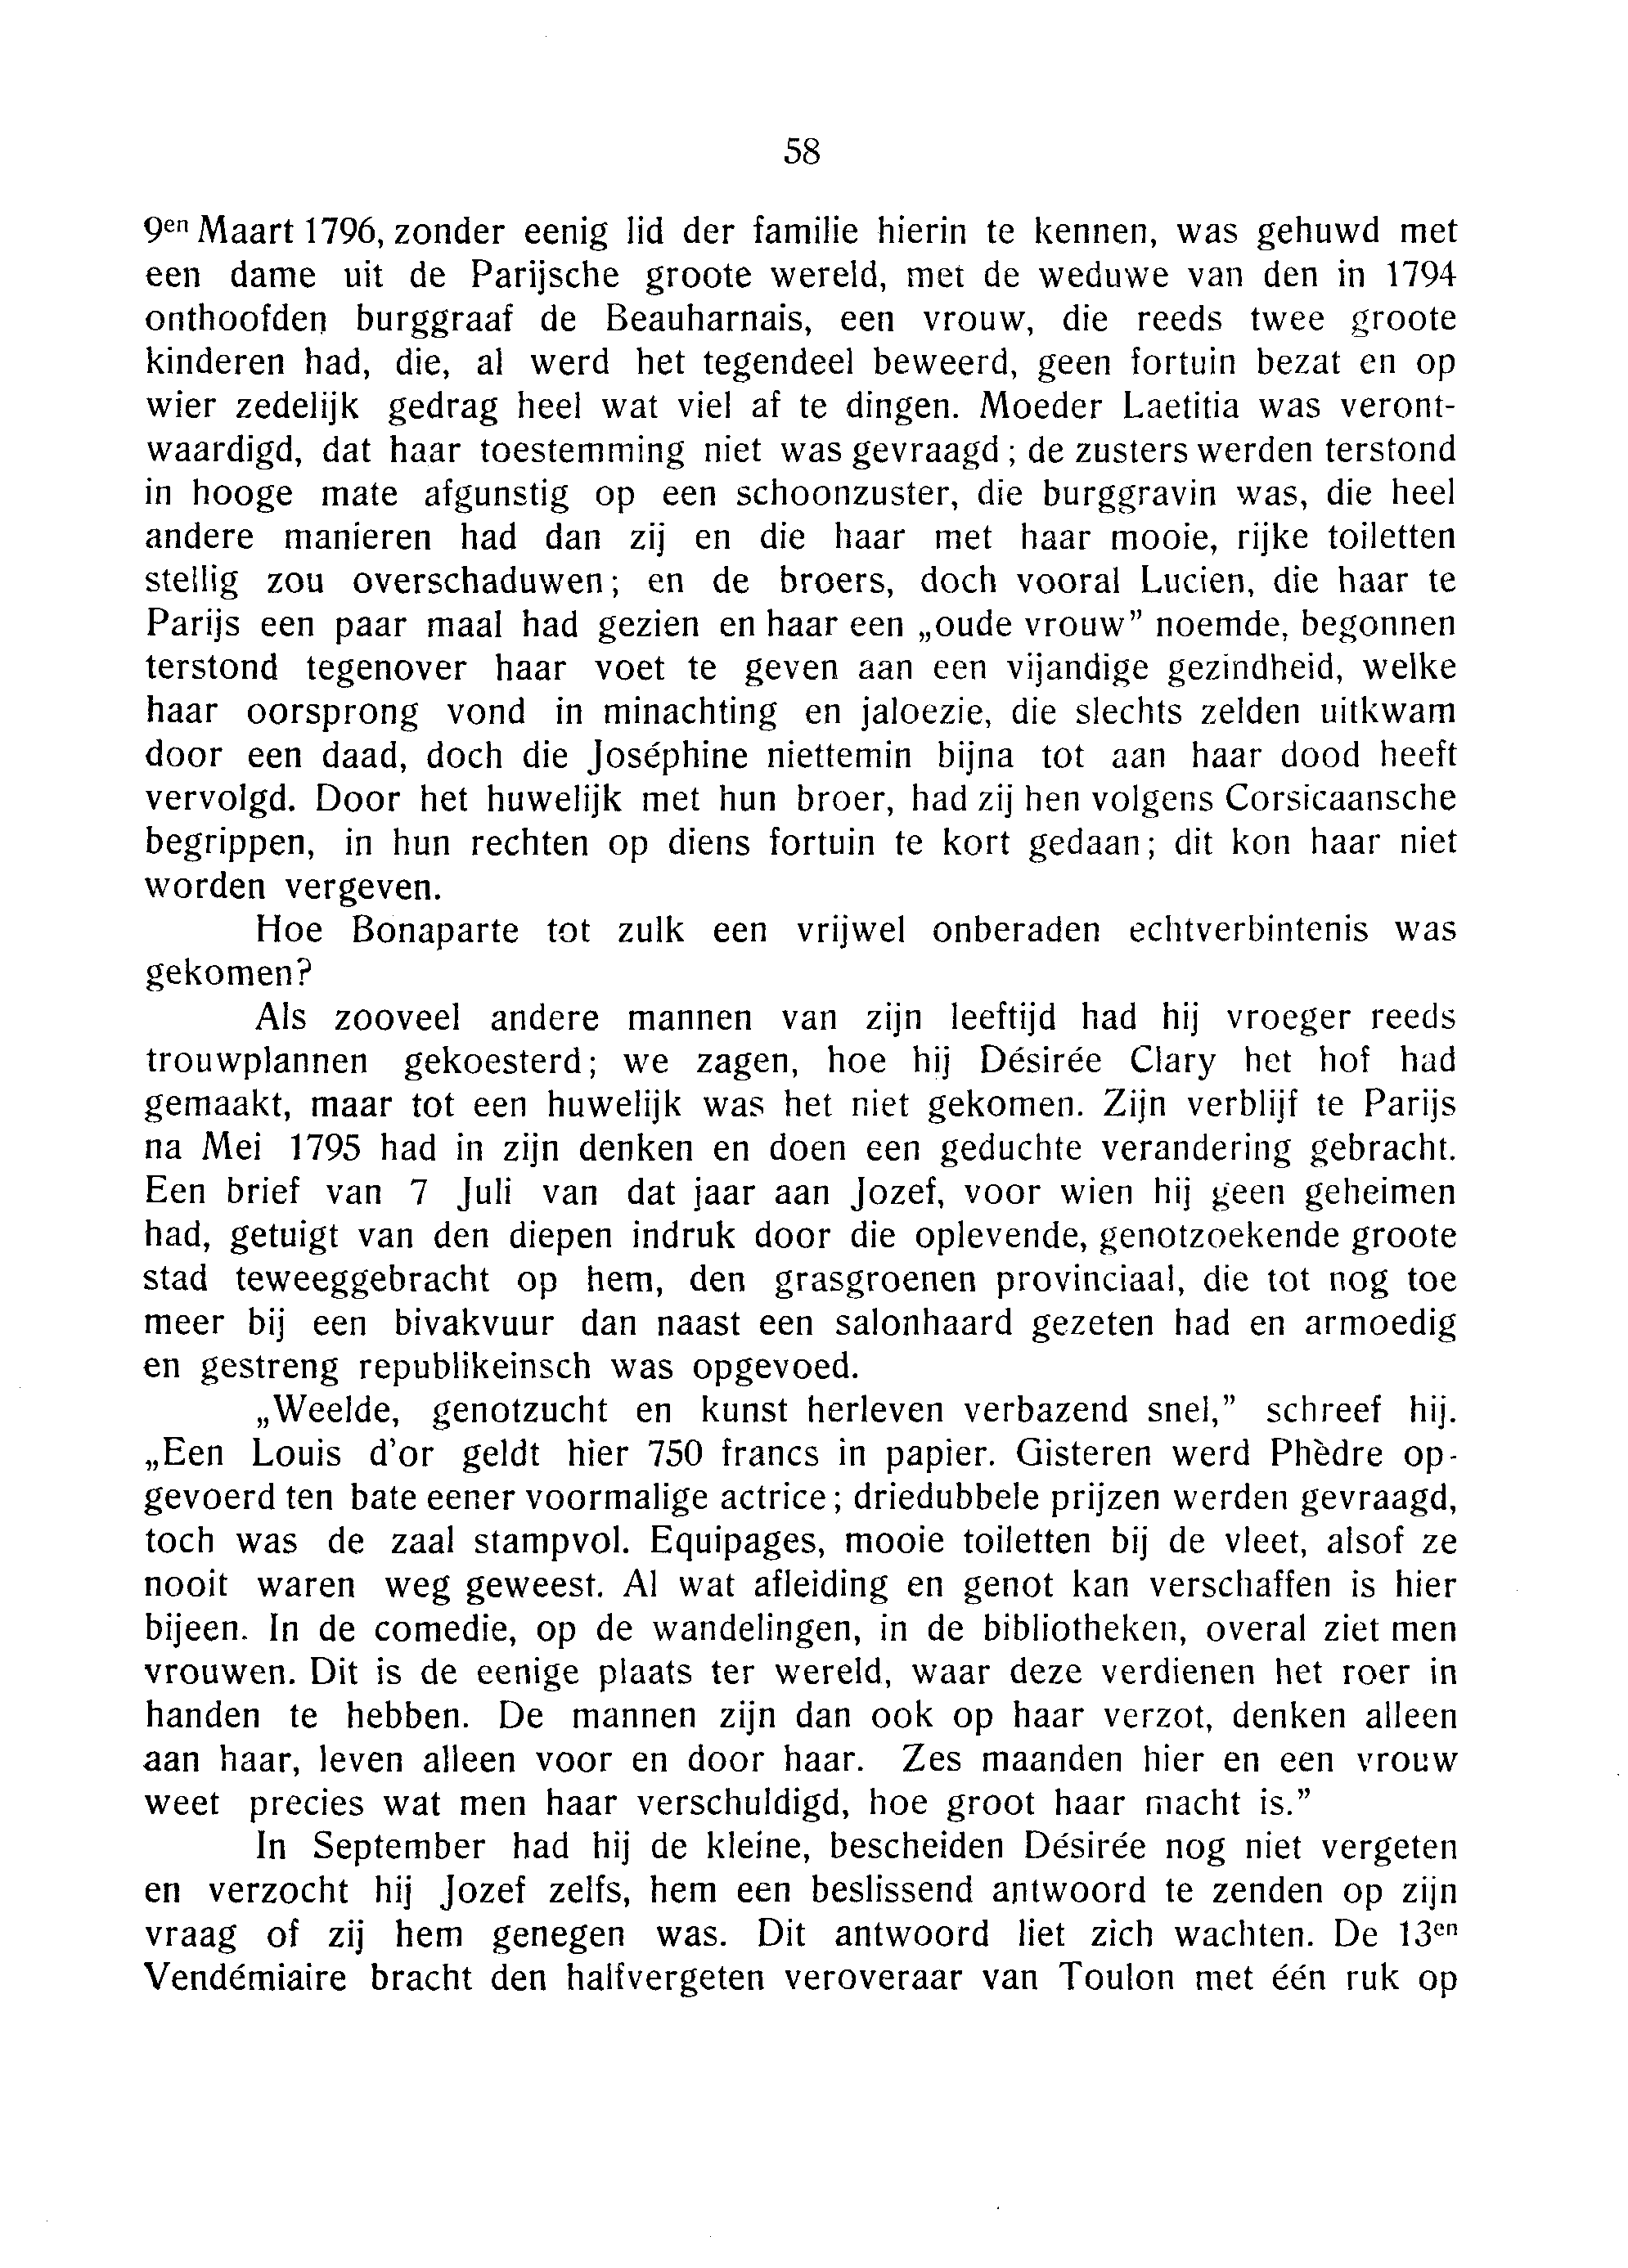 58
9en Maart 1796, zonder eenig lid der familie hierin te kennen, was gehuwd met
een dame uit de Parijsche groote wereld, met de weduwe van den in 1794
onthoofden burggraaf de Beauharnais, een vrouw, die reeds twee groote
kinderen had, die, al werd het tegendeel beweerd, geen fortuin bezat en op
wier zedelijk gedrag heel wat viel af te dingen. Moeder Laetitia was veront-
waardigd, dat haar toestemming niet was gevraagd; de zusters werden terstond
in hooge mate afgunstig op een schoonzuster, die burggravin was, die heel
andere manieren had dan zij en die haar met haar mooie, rijke toiletten
stellig zou overschaduwen; en de broers, doch vooral Lucien, die haar te
Parijs een paar maal had gezien en haar een „oude vrouw” noemde, begonnen
terstond tegenover haar voet te geven aan een vijandige gezindheid, welke
haar oorsprong vond in minachting en jaloezie, die slechts zelden uitkwam
door een daad, doch die Joséphine niettemin bijna tot aan haar dood heeft
vervolgd. Door het huwelijk met hun broer, had zij hen volgens Corsicaansche
begrippen, in hun rechten op diens fortuin te kort gedaan; dit kon haar niet
worden vergeven.
Hoe Bonaparte tot zulk een vrijwel onberaden echtverbintenis was
gekomen?
Als zooveel andere mannen van zijn leeftijd had hij vroeger reeds
trouwplannen gekoesterd; we zagen, hoe hij Désirée Clary het hof had
gemaakt, maar tot een huwelijk was het niet gekomen. Zijn verblijf te Parijs
na Mei 1795 had in zijn denken en doen een geduchte verandering gebracht.
Een brief van 7 Juli van dat jaar aan Jozef, voor wien hij geen geheimen
had, getuigt van den diepen indruk door die oplevende, genotzoekende groote
stad teweeggebracht op hem, den grasgroenen provinciaal, die tot nog toe
meer bij een bivakvuur dan naast een salonhaard gezeten had en armoedig
en gestreng republikeinsch was opgevoed.
„Weelde, genotzucht en kunst herleven verbazend snel,” schreef hij.
„Een Louis d'or geldt hier 750 francs in papier. Gisteren werd Phèdre op-
gevoerd ten bate eener voormalige actrice; driedubbele prijzen werden gevraagd,
toch was de zaal stampvol. Equipages, mooie toiletten bij de vleet, alsof ze
nooit waren weg geweest. Al wat afleiding en genot kan verschaffen is hier
bijeen. In de comedie, op de wandelingen, in de bibliotheken, overal ziet men
vrouwen. Dit is de eenige plaats ter wereld, waar deze verdienen het roer in
handen te hebben. De mannen zijn dan ook op haar verzot, denken alleen
aan haar, leven alleen voor en door haar. Zes maanden hier en een vrouw
weet precies wat men haar verschuldigd, hoe groot haar macht is.”
In September had hij de kleine, bescheiden Désirée nog niet vergeten
en verzocht hij Jozef zelfs, hem een beslissend antwoord te zenden op zijn
vraag of zij hem genegen was. Dit antwoord liet zich wachten. De 13en
Vendémiaire bracht den halfvergeten veroveraar van Toulon met één ruk op